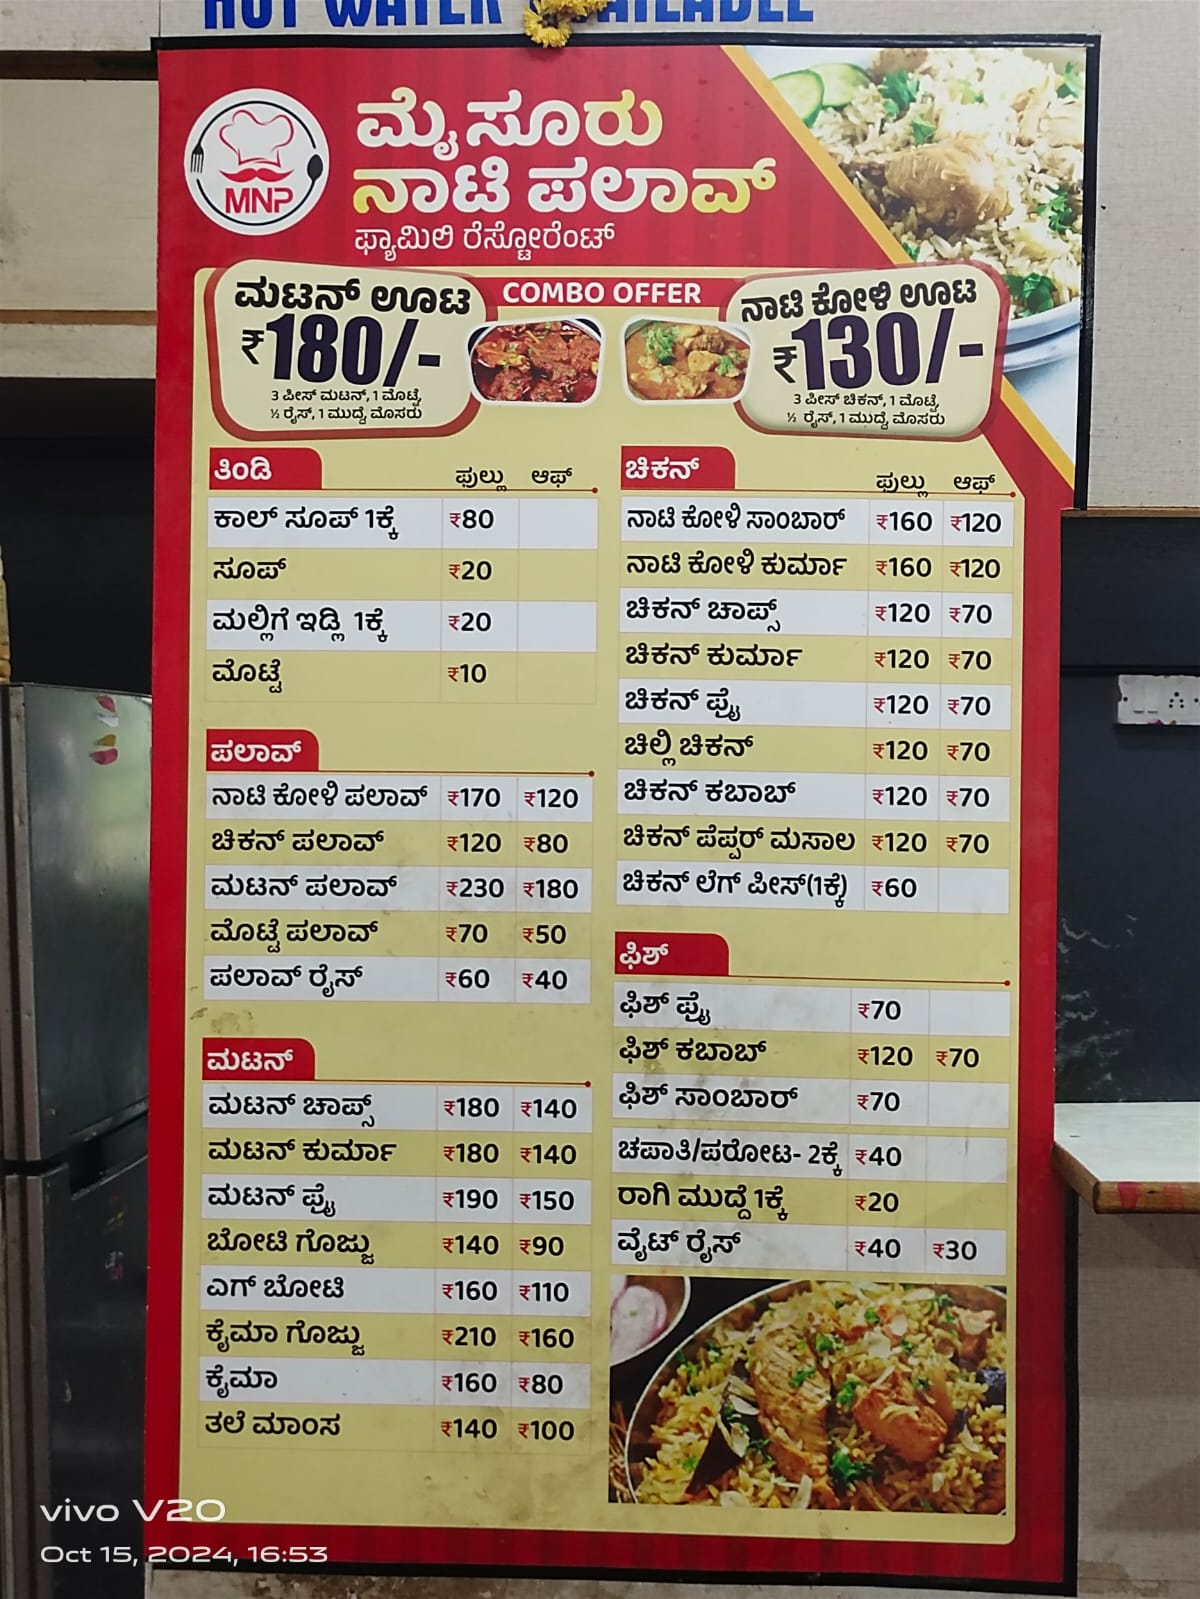 HOT WATER AVAILABLE
MNP
ಮೈಸೂರು
ನಾಟಿ ಪಲಾವ್
ಫ್ಯಾಮಿಲಿ ರೆಸ್ಟೋರೆಂಟ್
COMBO OFFER
ಮಟನ್ ಊಟ
₹180/-
3 ಪೀಸ್ ಮಟನ್, 1 ಮೊಟ್ಟೆ
½ ರೈಸ್, 1 ಮುದ್ದೆ, ಮೊಸರು
ನಾಟಿ ಕೋಳಿ ಊಟ
₹130/-
3 ಪೀಸ್ ಚಿಕನ್, 1 ಮೊಟ್ಟೆ
½ ರೈಸ್, 1 ಮುದ್ದೆ, ಮೊಸರು
ತಿಂಡಿ ಫುಲ್ಲು ಆಫ್
ಕಾಲ್ ಸೂಪ್ 1ಕ್ಕೆ ₹80
ಸೂಪ್ ₹20
ಮಲ್ಲಿಗೆ ಇಡ್ಲಿ 1ಕ್ಕೆ ₹20
ಮೊಟ್ಟೆ ₹10
ಪಲಾವ್
ನಾಟಿ ಕೋಳಿ ಪಲಾವ್ ₹170 ₹120
ಚಿಕನ್ ಪಲಾವ್ ₹120 ₹80
ಮಟನ್ ಪಲಾವ್ ₹230 ₹180
ಮೊಟ್ಟೆ ಪಲಾವ್ ₹70 ₹50
ಪಲಾವ್ ರೈಸ್ ₹60 ₹40
ಮಟನ್
ಮಟನ್ ಚಾಪ್ಸ್ ₹180 ₹140
ಮಟನ್ ಕುರ್ಮಾ ₹180 ₹140
ಮಟನ್ ಫ್ರೈ ₹190 ₹150
ಬೋಟಿ ಗೊಜ್ಜು ₹140 ₹90
ಎಗ್ ಬೋಟಿ ₹160 ₹110
ಕೈಮಾ ಗೊಜ್ಜು ₹210 ₹160
ಕೈಮಾ ₹160 ₹80
ತಲೆ ಮಾಂಸ ₹140 ₹100
ಚಿಕನ್ ಫುಲ್ಲು ಆಫ್
ನಾಟಿ ಕೋಳಿ ಸಾಂಬಾರ್ ₹160 ₹120
ನಾಟಿ ಕೋಳಿ ಕುರ್ಮಾ ₹160 ₹120
ಚಿಕನ್ ಚಾಪ್ಸ್ ₹120 ₹70
ಚಿಕನ್ ಕುರ್ಮಾ ₹120 ₹70
ಚಿಕನ್ ಫ್ರೈ ₹120 ₹70
ಚಿಲ್ಲಿ ಚಿಕನ್ ₹120 ₹70
ಚಿಕನ್ ಕಬಾಬ್ ₹120 ₹70
ಚಿಕನ್ ಪೆಪ್ಪರ್ ಮಸಾಲ ₹120 ₹70
ಚಿಕನ್ ಲೆಗ್ ಪೀಸ್(1ಕ್ಕೆ) ₹60
ಫಿಶ್
ಫಿಶ್ ಫ್ರೈ ₹70
ಫಿಶ್ ಕಬಾಬ್ ₹120 ₹70
ಫಿಶ್ ಸಾಂಬಾರ್ ₹70
ಚಪಾತಿ/ಪರೋಟ- 2ಕ್ಕೆ ₹40
ರಾಗಿ ಮುದ್ದೆ 1ಕ್ಕೆ ₹20
ವೈಟ್ ರೈಸ್ ₹40 ₹30
vivo V20
Oct 15, 2024, 16:53